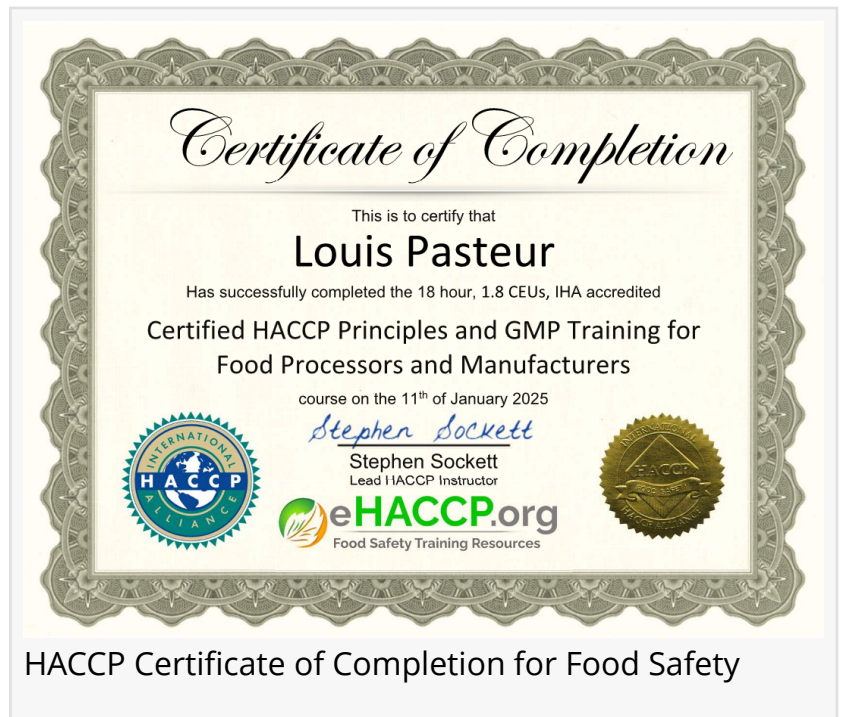 Certificate of Completion
This is to certify that
Louis Pasteur
Has successfully completed the 18 hour, 1.8 CEUs, IHA accredited
Certified HACCP Principles and GMP Training for
Food Processors and Manufacturers
course on the 11th of January 2025
Stephen Sockett
Stephen Sockett
Lead HACCP Instructor
INTERNATIONAL
HACCP
ALLIANCE
eHACCP.org
Food Safety Training Resources
INTERNATIONAL
HACCP
HACCP Certificate of Completion for Food Safety